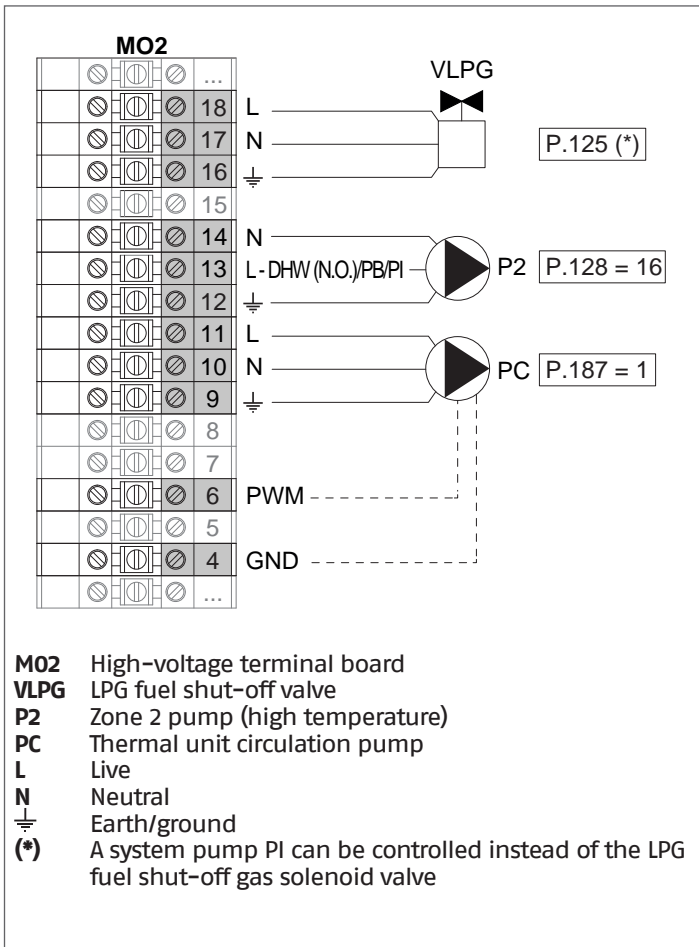 MO2
VLPG
...
18 L
17 N
P.125 (*)
16 ⏚
15
14 N
13 L - DHW (N.O.)/PB/PI P2 P.128 = 16
12 ⏚
11 L
10 N PC P.187 = 1
9 ⏚
8
7
6 PWM
5
4 GND
...
M02 High-voltage terminal board
VLPG LPG fuel shut-off valve
P2 Zone 2 pump (high temperature)
PC Thermal unit circulation pump
L Live
N Neutral
⏚ Earth/ground
(*) A system pump PI can be controlled instead of the LPG
fuel shut-off gas solenoid valve